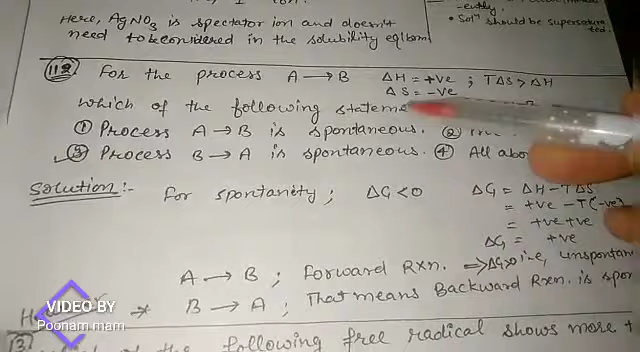 Here, AgNO3 is spectator ion and doesn't
need to be considered in the solubility eqlbom
-ently.
• Solⁿ should be supersatura
ted.
112 For the process A → B ΔH = +ve ; TΔS > ΔH
ΔS = -ve
Which of the following stateme
① Process A → B is spontaneous. ②
③ Process B → A is spontaneous. ④ All abo
Solution:- For spontanity; ΔG < 0 ΔG = ΔH - TΔS
= +ve - T(-ve)
= +ve +ve
ΔG = +ve
A → B ; Forward Rxn. ⇒ ΔG>0 i.e, unspontan
* B → A ; That means Backward Rxn. is spon
VIDEO BY
Poonam mam
3. the following free radical shows more